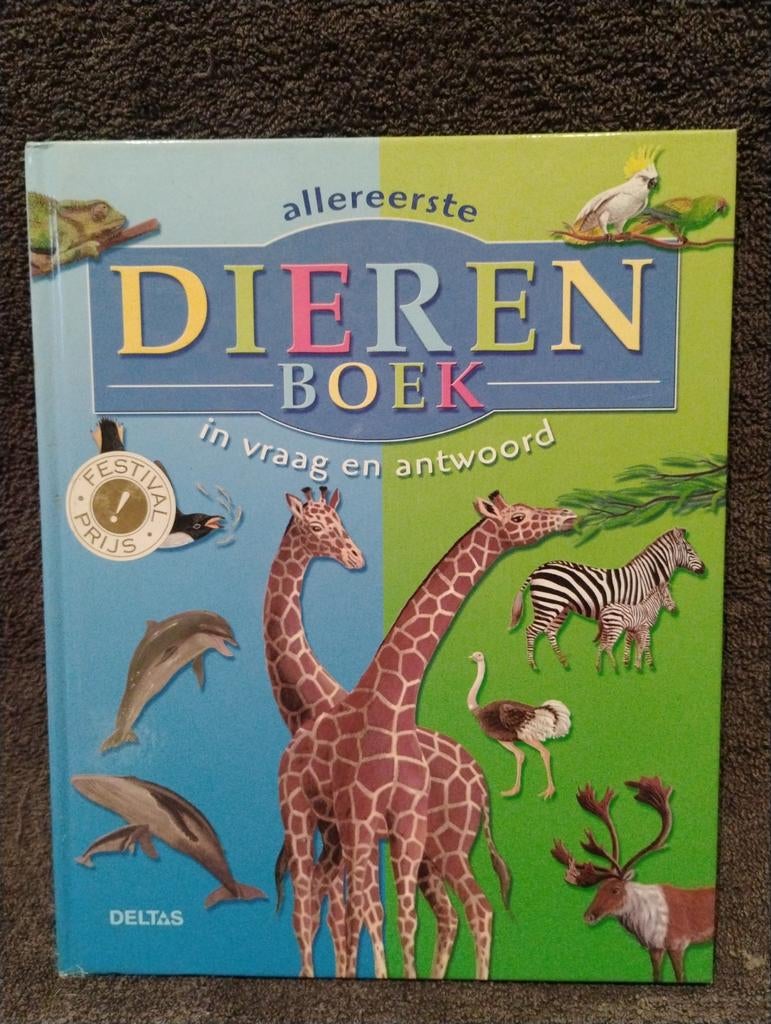 allereerste
DIEREN
BOEK
in vraag en antwoord
FESTIVAL
!
PRIJS
DELTAS